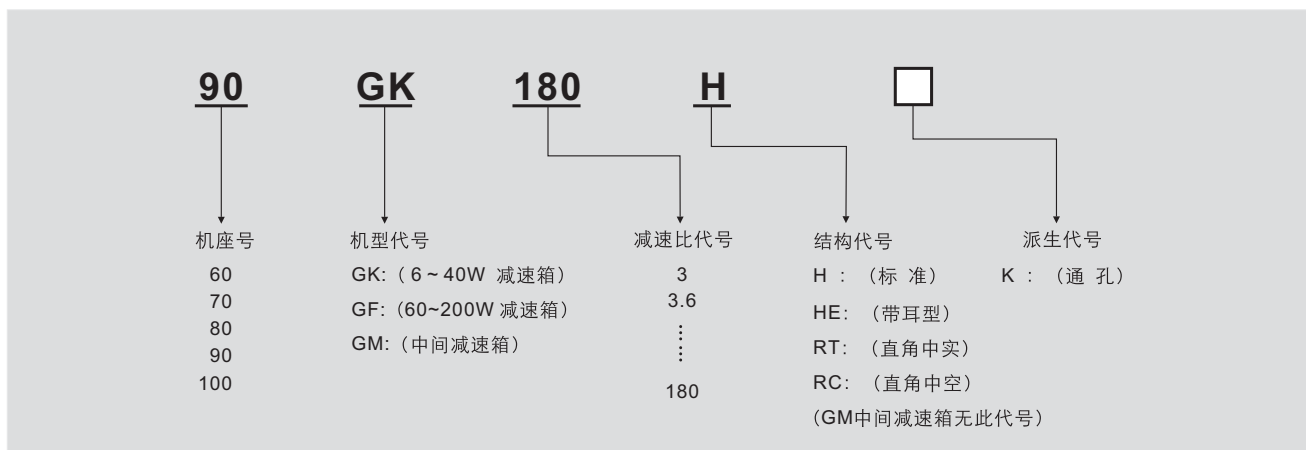 90 GK 180 H □
机座号 机型代号 减速比代号 结构代号 派生代号
60 GK:（6～40W 减速箱） 3 H ：（标 准） K ：（通 孔）
70 GF:（60~200W 减速箱） 3.6 HE:（带耳型）
80 GM:（中间减速箱） RT:（直角中实）
90 ⋮ RC:（直角中空）
100 180 （GM中间减速箱无此代号）